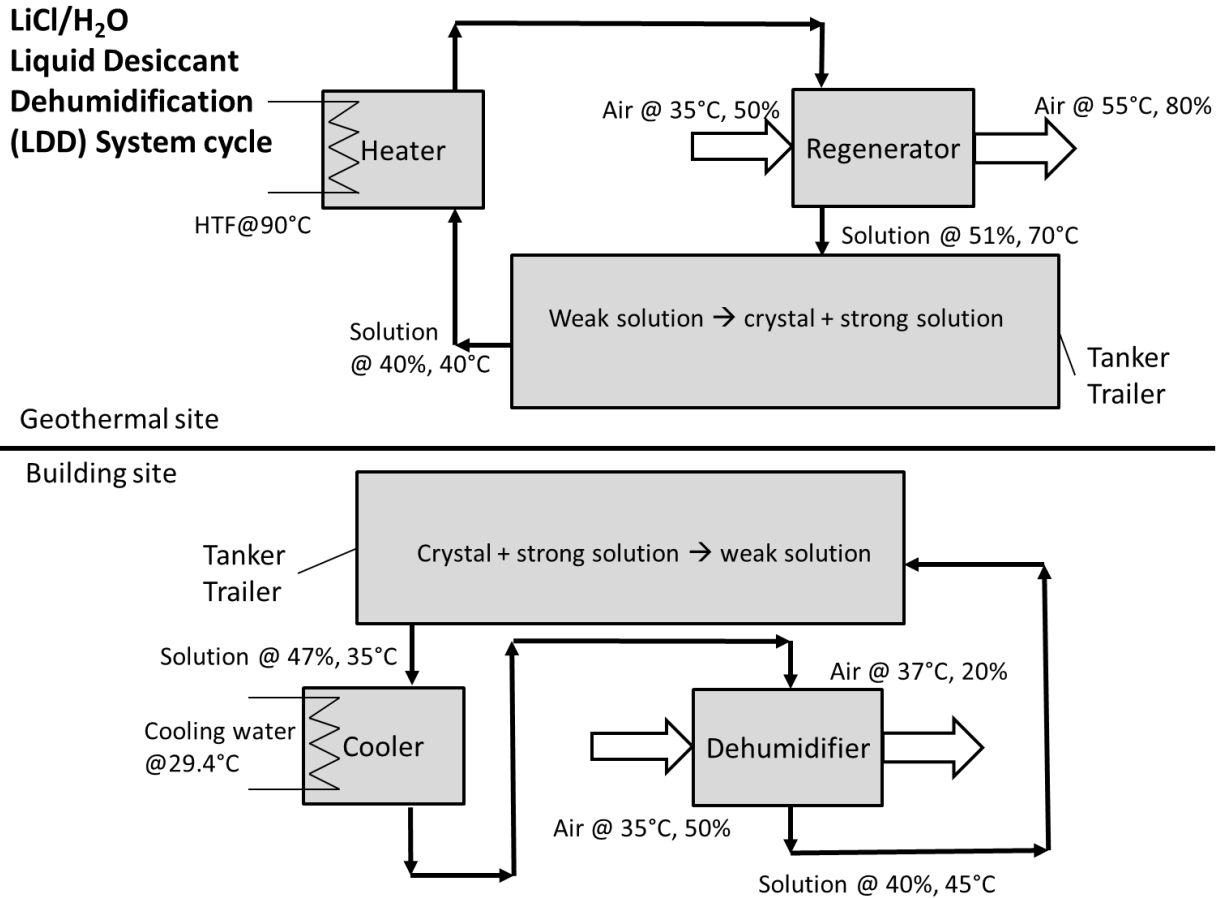 LiCl/H₂O
Liquid Desiccant
Dehumidification
(LDD) System cycle
Heater
HTF@90°C
Air @ 35°C, 50%
Regenerator
Air @ 55°C, 80%
Solution @ 51%, 70°C
Weak solution → crystal + strong solution
Solution
@ 40%, 40°C
Tanker
Trailer
Geothermal site
Building site
Tanker
Trailer
Crystal + strong solution → weak solution
Solution @ 47%, 35°C
Cooling water
@29.4°C
Cooler
Air @ 37°C, 20%
Dehumidifier
Air @ 35°C, 50%
Solution @ 40%, 45°C